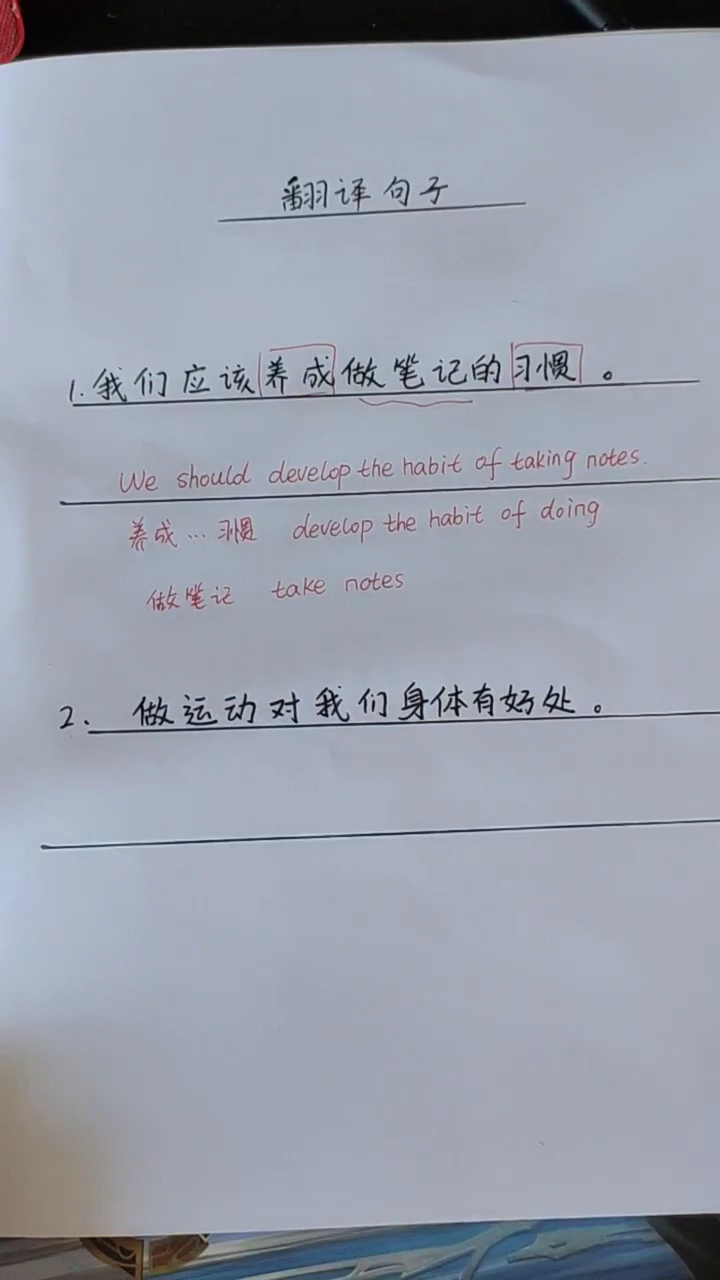 翻译句子
1. 我们应该养成做笔记的习惯。
We should develop the habit of taking notes.
养成…习惯 develop the habit of doing
做笔记 take notes
2. 做运动对我们身体有好处。